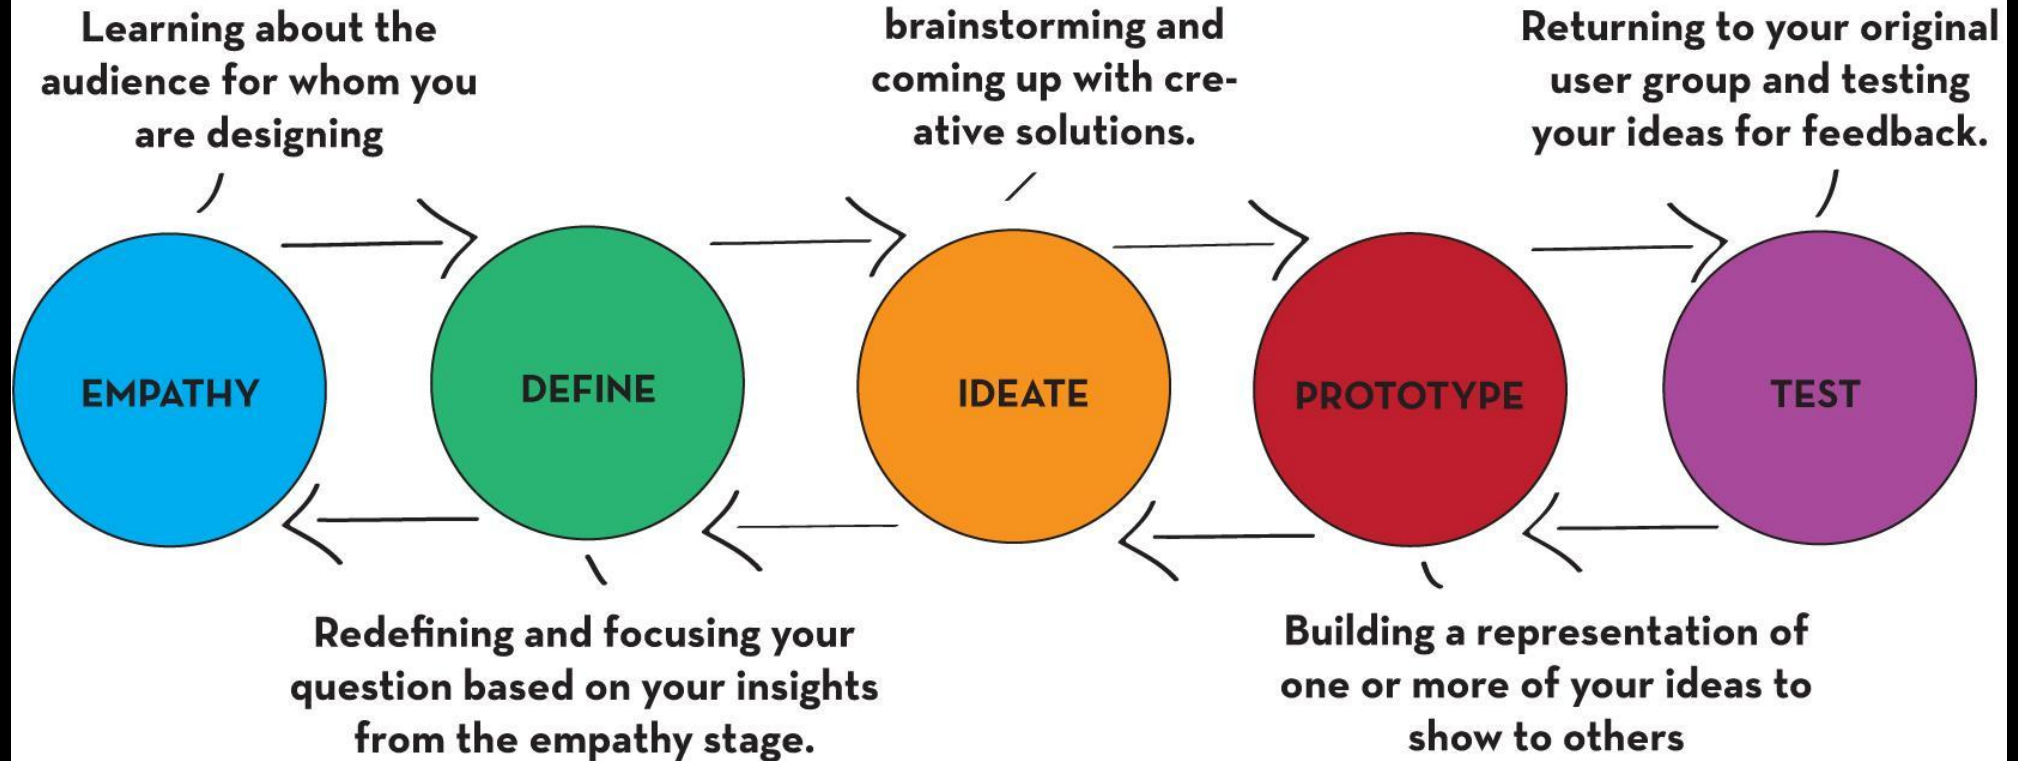 Learning about the
audience for whom you
are designing
brainstorming and
coming up with cre-
ative solutions.
Returning to your original
user group and testing
your ideas for feedback.
EMPATHY
DEFINE
IDEATE
PROTOTYPE
TEST
Redefining and focusing your
question based on your insights
from the empathy stage.
Building a representation of
one or more of your ideas to
show to others